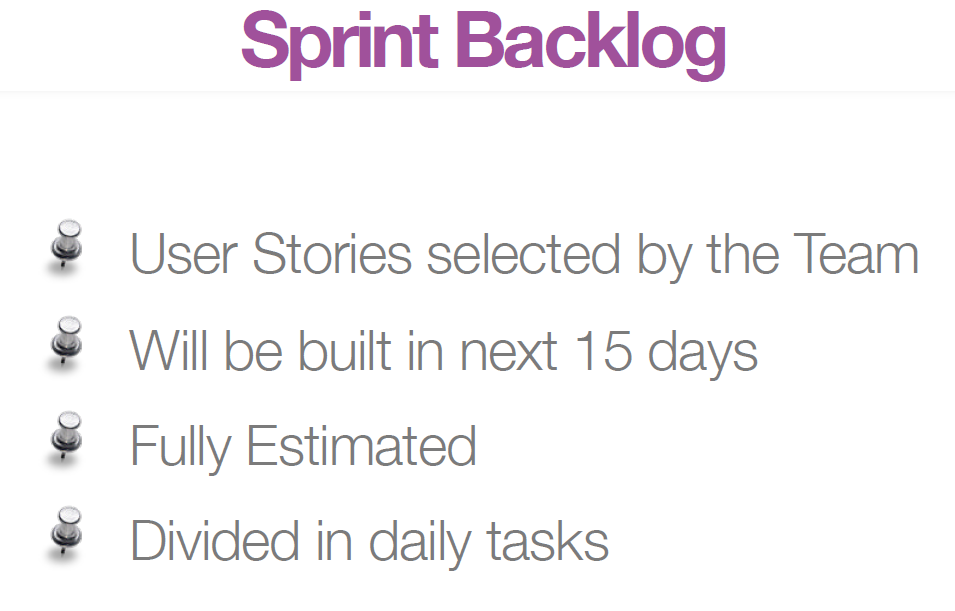 Sprint Backlog
User Stories selected by the Team
Will be built in next 15 days
Fully Estimated
Divided in daily tasks